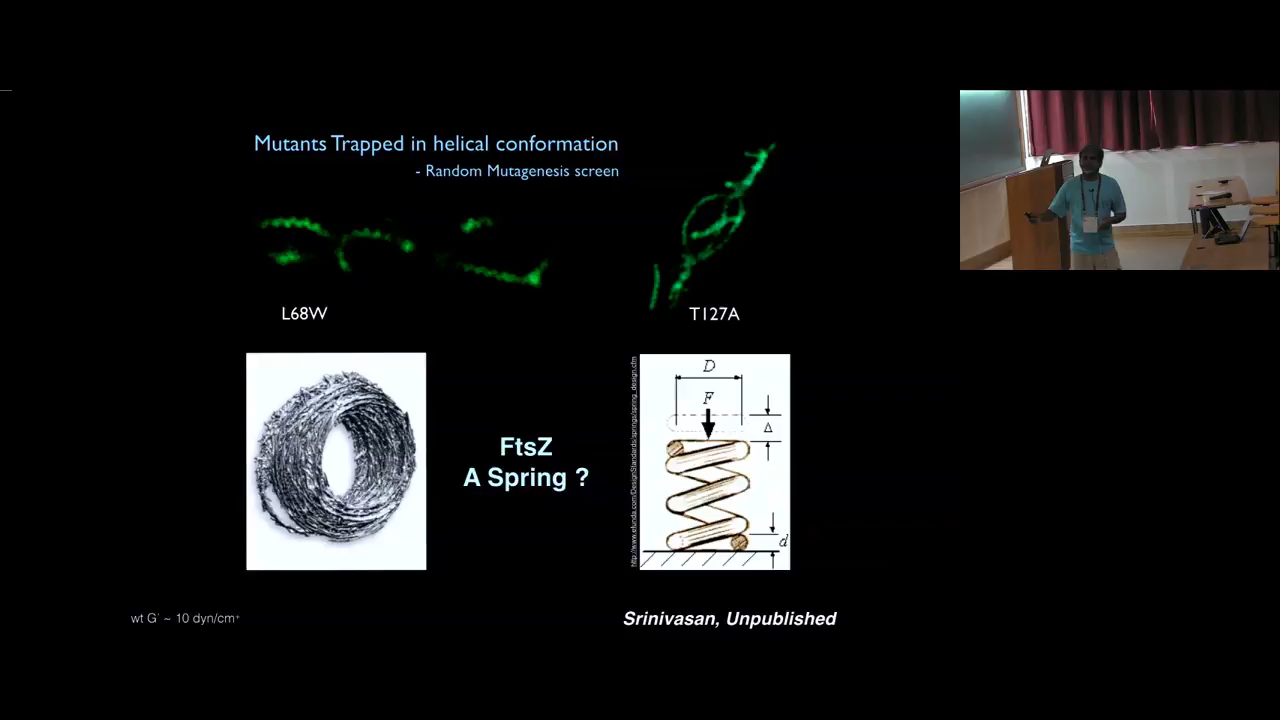 Mutants Trapped in helical conformation
- Random Mutagenesis screen
L68W
T127A
FtsZ
A Spring ?
http://www.efunda.com/DesignStandards/springs/spring_design.cfm
D
F
Δ
d
wt G' ~ 10 dyn/cm⁺
Srinivasan, Unpublished